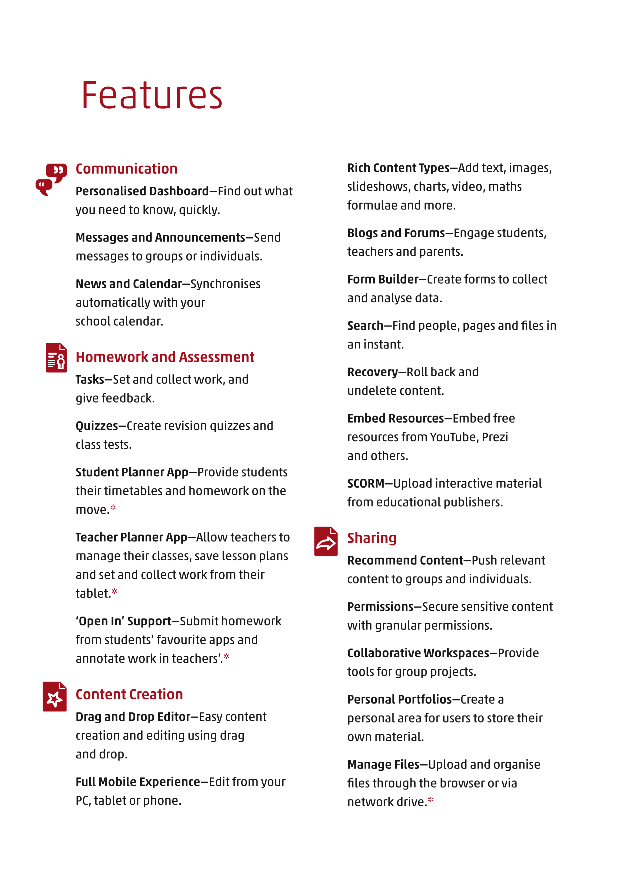 Features
Communication
Personalised Dashboard—Find out what
you need to know, quickly.
Messages and Announcements—Send
messages to groups or individuals.
News and Calendar—Synchronises
automatically with your
school calendar.
Homework and Assessment
Tasks—Set and collect work, and
give feedback.
Quizzes—Create revision quizzes and
class tests.
Student Planner App—Provide students
their timetables and homework on the
move.*
Teacher Planner App—Allow teachers to
manage their classes, save lesson plans
and set and collect work from their
tablet.*
‘Open In’ Support—Submit homework
from students’ favourite apps and
annotate work in teachers’.*
Content Creation
Drag and Drop Editor—Easy content
creation and editing using drag
and drop.
Full Mobile Experience—Edit from your
PC, tablet or phone.
Rich Content Types—Add text, images,
slideshows, charts, video, maths
formulae and more.
Blogs and Forums—Engage students,
teachers and parents.
Form Builder—Create forms to collect
and analyse data.
Search—Find people, pages and files in
an instant.
Recovery—Roll back and
undelete content.
Embed Resources—Embed free
resources from YouTube, Prezi
and others.
SCORM—Upload interactive material
from educational publishers.
Sharing
Recommend Content—Push relevant
content to groups and individuals.
Permissions—Secure sensitive content
with granular permissions.
Collaborative Workspaces—Provide
tools for group projects.
Personal Portfolios—Create a
personal area for users to store their
own material.
Manage Files—Upload and organise
files through the browser or via
network drive.*